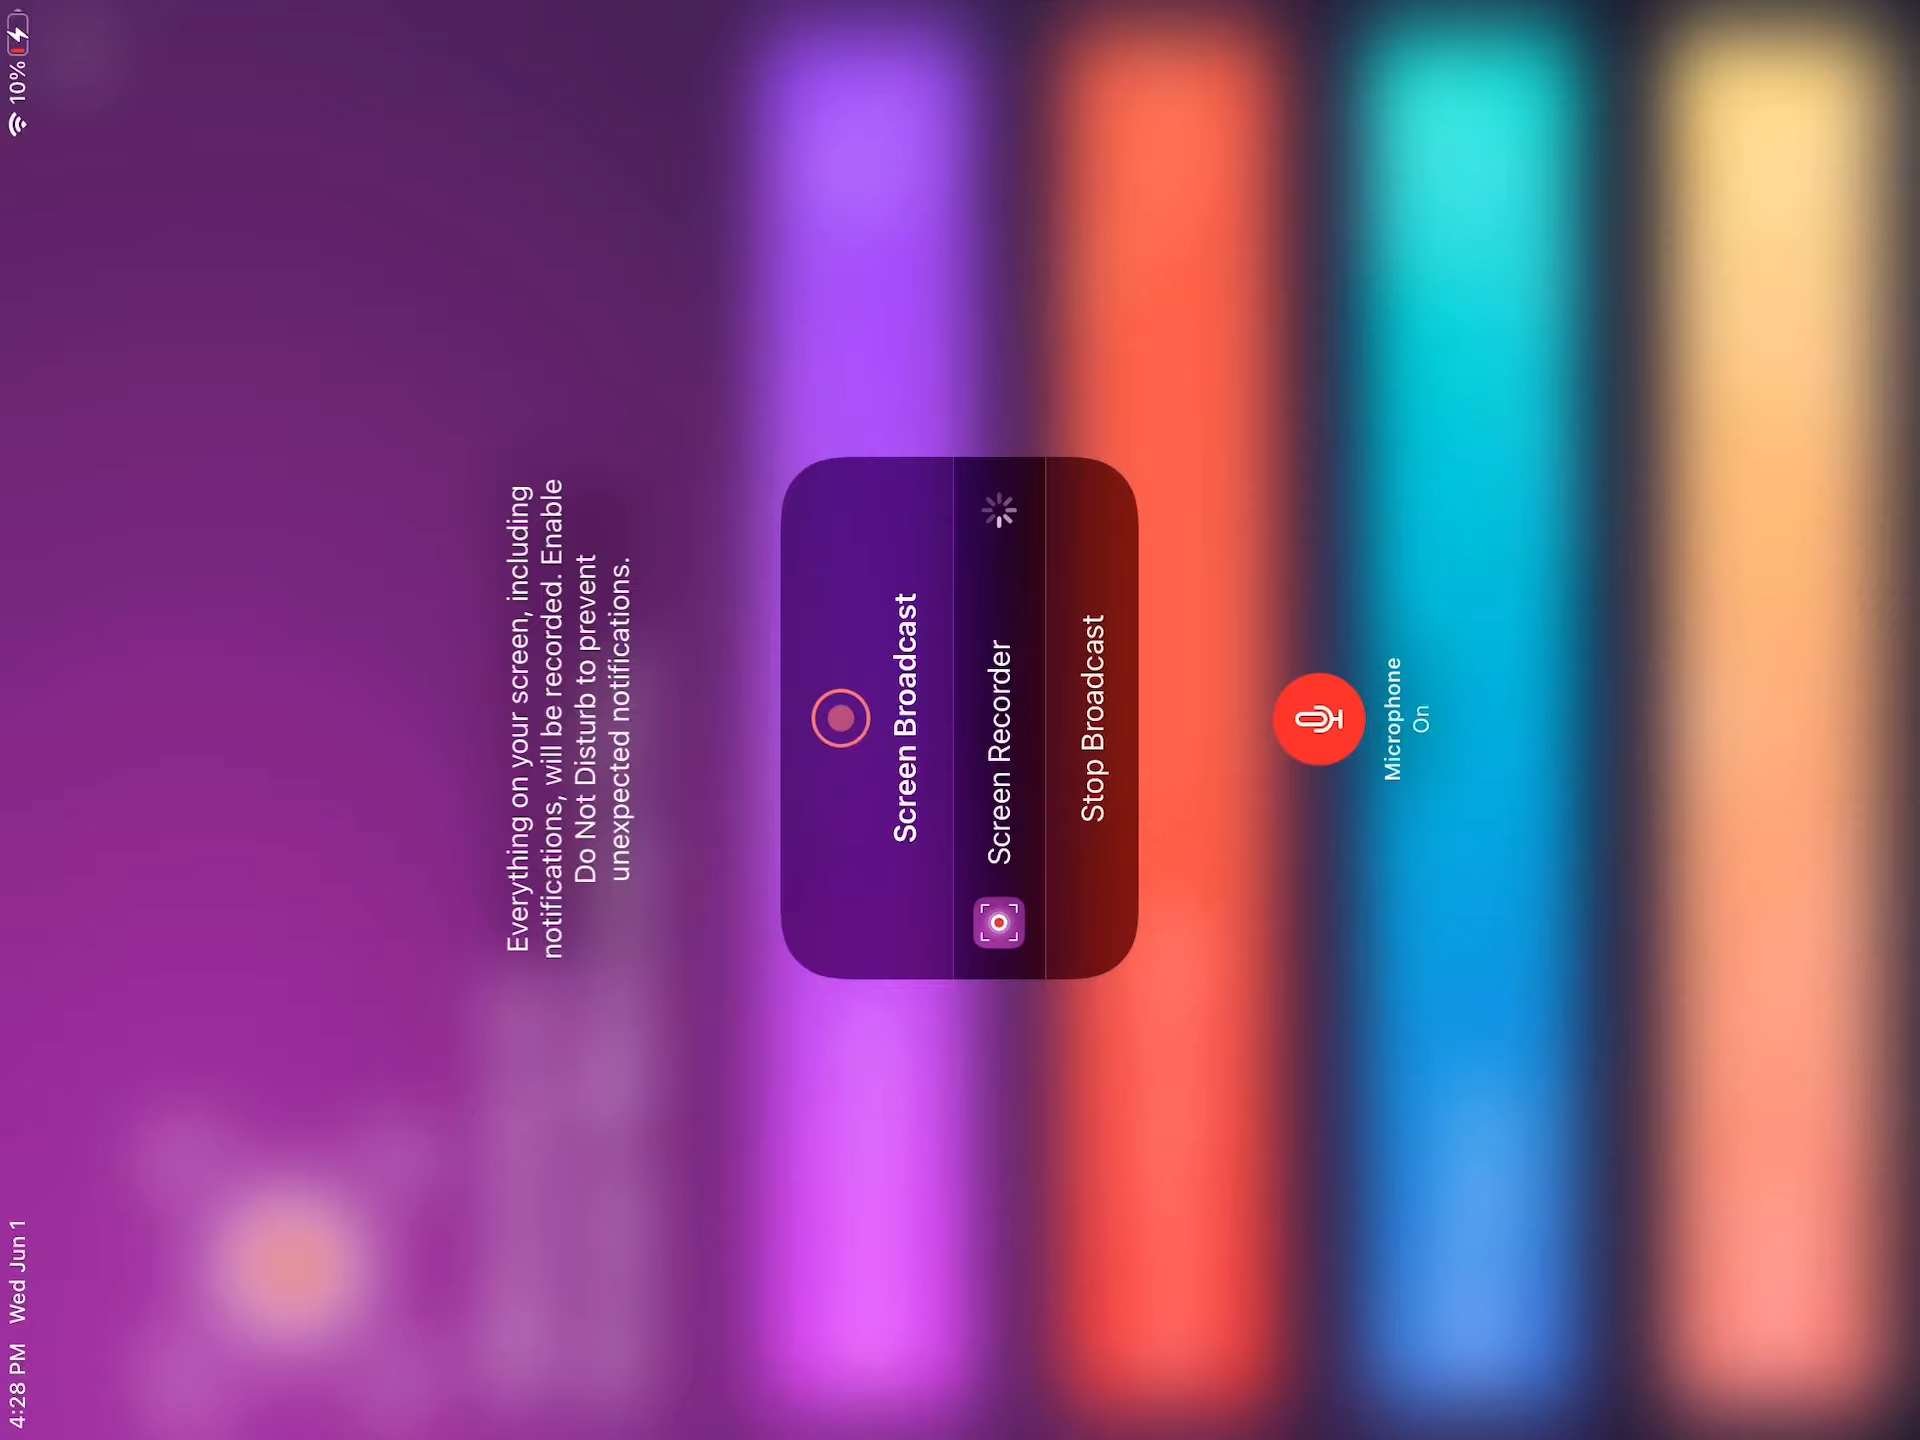 4:28 PM Wed Jun 1
10%
Everything on your screen, including
notifications, will be recorded. Enable
Do Not Disturb to prevent
unexpected notifications.
Screen Broadcast
Screen Recorder
Stop Broadcast
Microphone
On